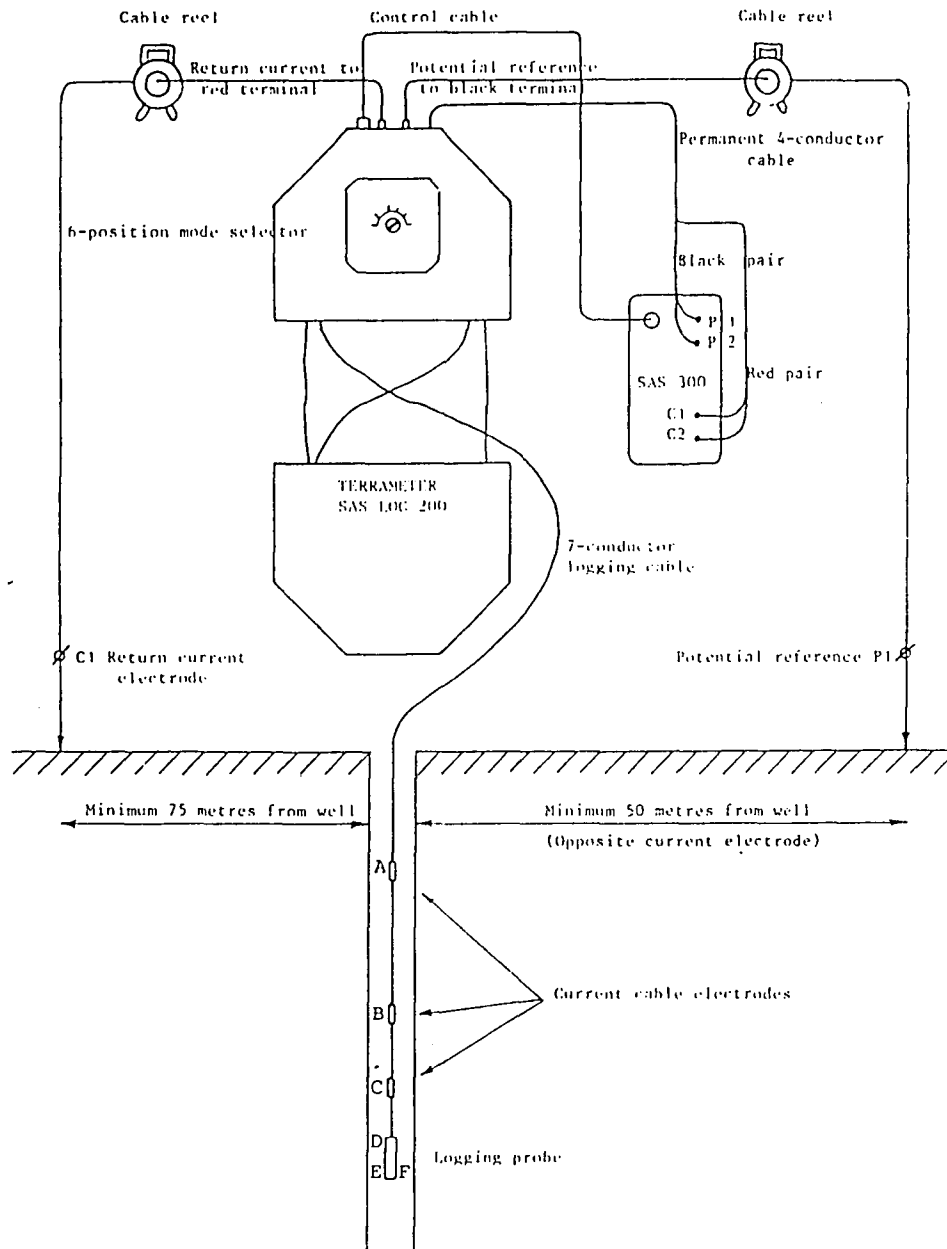 Cable reel
Control cable
Cable reel
Return current to
red terminal
Potential reference
to black terminal
Permanent 4-conductor
cable
6-position mode selector
Black pair
P 1
P 2
SAS 300
Red pair
C1
C2
TERRAMETER
SAS LOG 200
7-conductor
logging cable
C1 Return current
electrode
Potential reference P1
Minimum 75 metres from well
Minimum 50 metres from well
(Opposite current electrode)
A
B
Current cable electrodes
C
D
E F
Logging probe